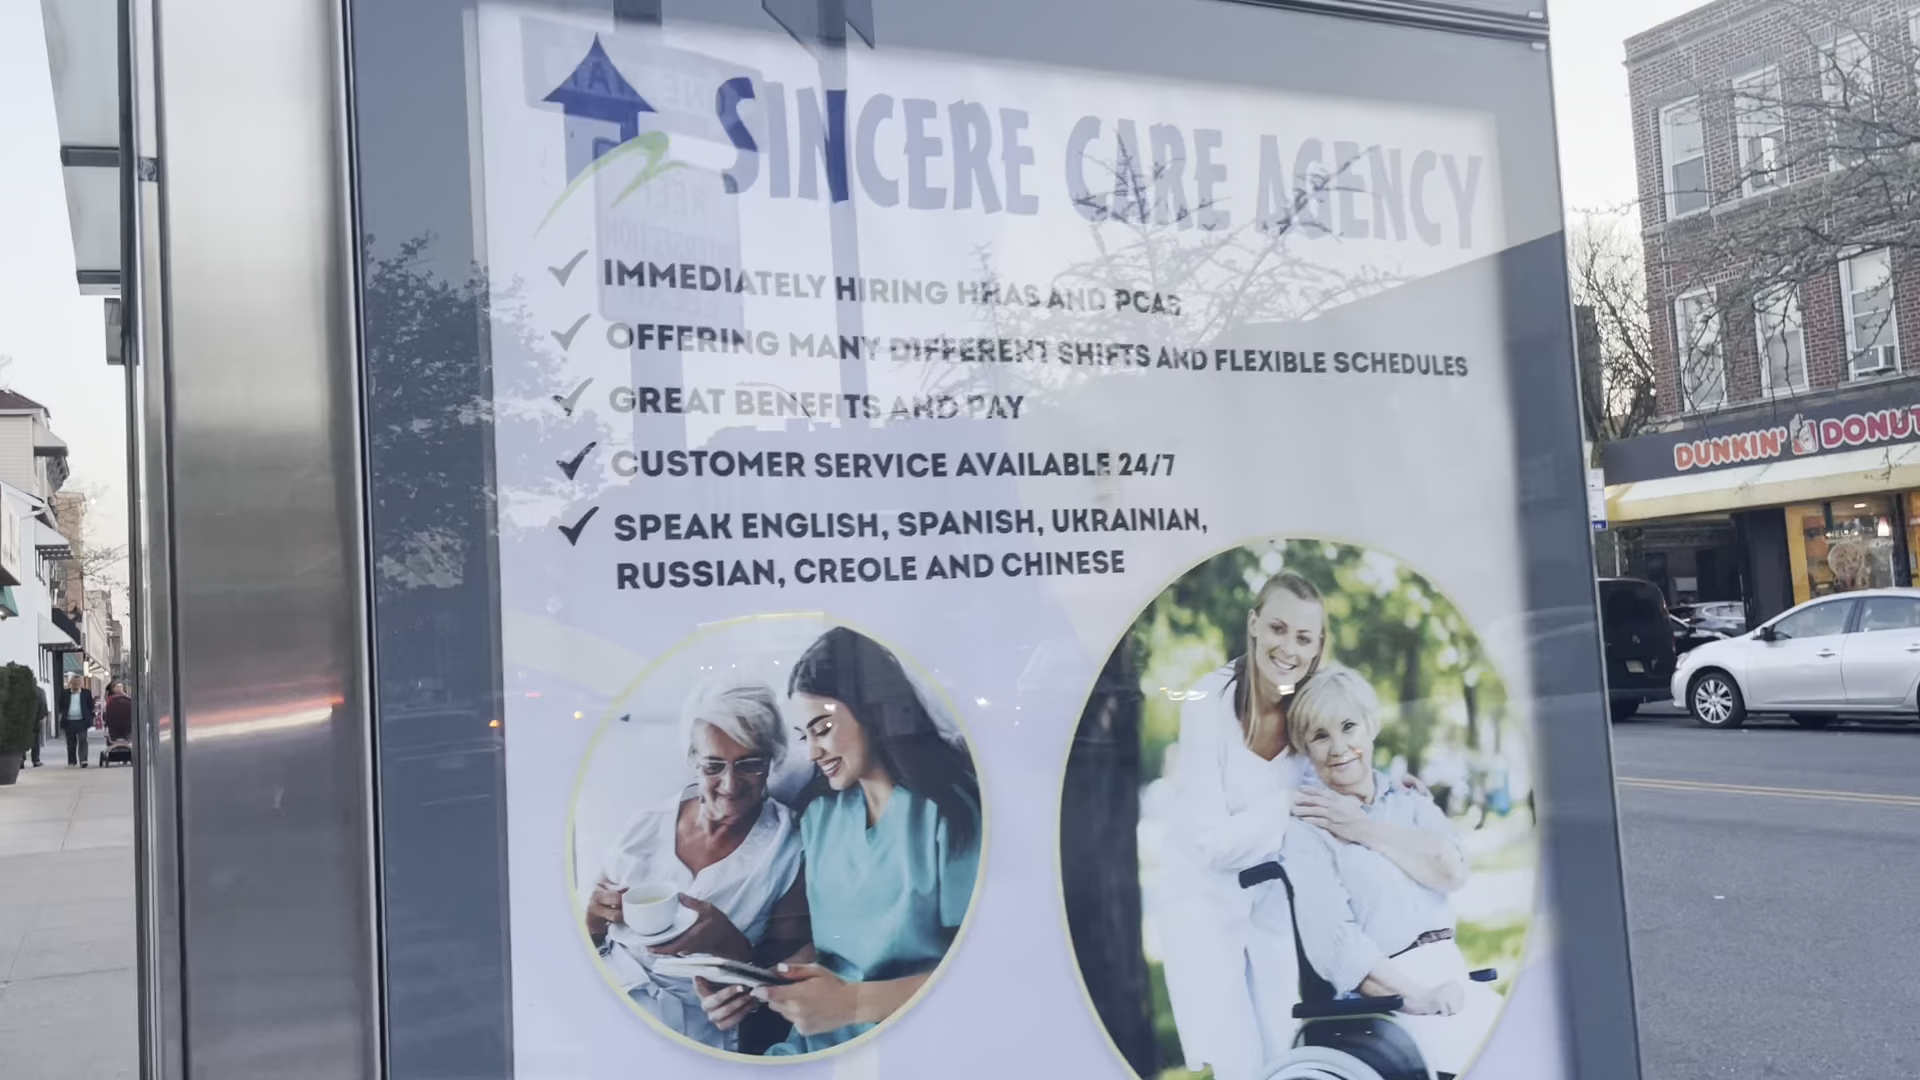 SINCERE CARE AGENCY
IMMEDIATELY HIRING HHAS AND PCAS
OFFERING MANY DIFFERENT SHIFTS AND FLEXIBLE SCHEDULES
GREAT BENEFITS AND PAY
CUSTOMER SERVICE AVAILABLE 24/7
SPEAK ENGLISH, SPANISH, UKRAINIAN,
RUSSIAN, CREOLE AND CHINESE
DUNKIN' DONUT